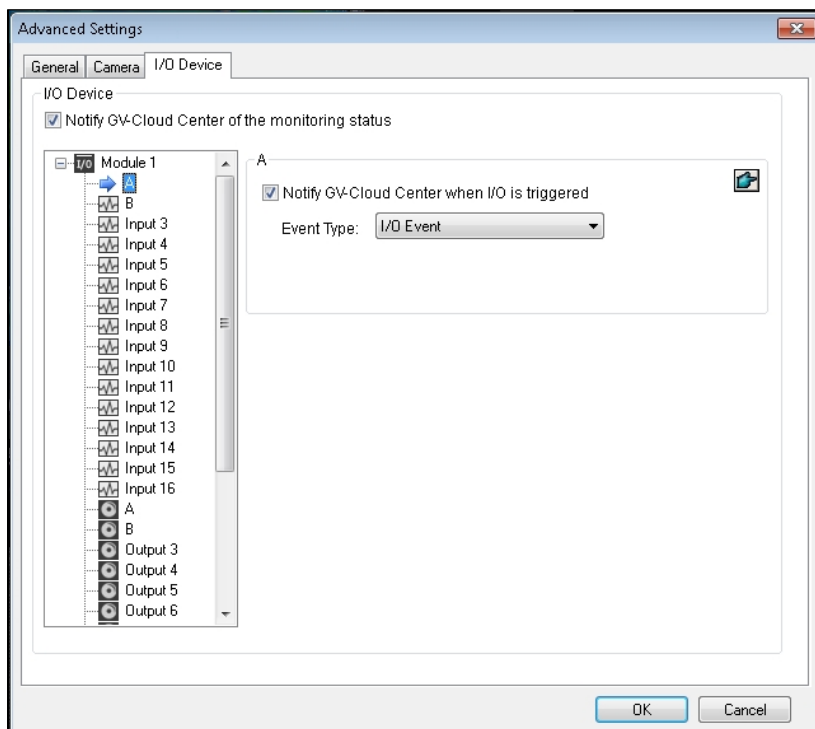 Advanced Settings
General Camera I/O Device
I/O Device
Notify GV-Cloud Center of the monitoring status
I/O Module 1
A
B
Input 3
Input 4
Input 5
Input 6
Input 7
Input 8
Input 9
Input 10
Input 11
Input 12
Input 13
Input 14
Input 15
Input 16
A
B
Output 3
Output 4
Output 5
Output 6
A
Notify GV-Cloud Center when I/O is triggered
Event Type: I/O Event
OK Cancel